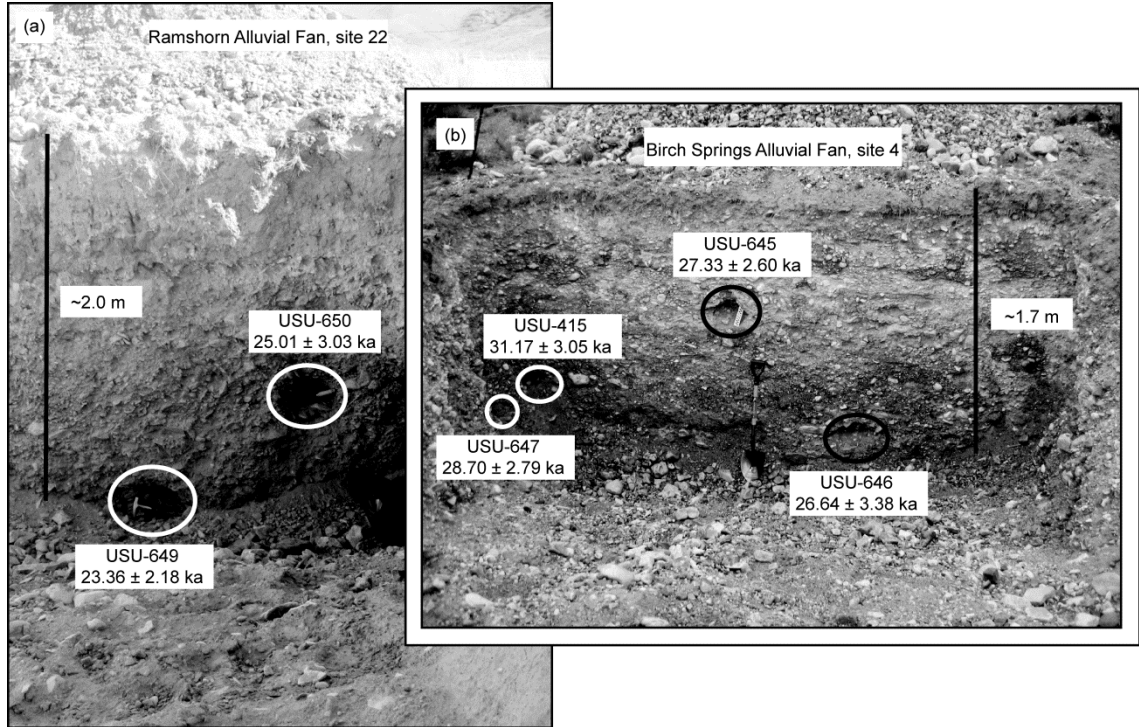 (a)
Ramshorn Alluvial Fan, site 22
~2.0 m
USU-650
25.01 ± 3.03 ka
USU-649
23.36 ± 2.18 ka
(b)
Birch Springs Alluvial Fan, site 4
USU-645
27.33 ± 2.60 ka
USU-415
31.17 ± 3.05 ka
~1.7 m
USU-647
28.70 ± 2.79 ka
USU-646
26.64 ± 3.38 ka